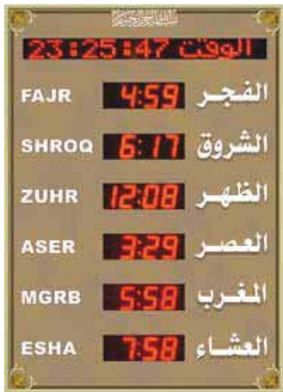 الوقت 23:25:47
FAJR 4:59 الفجر
SHROQ 6:17 الشروق
ZUHR 12:08 الظهر
ASER 3:29 العصر
MGRB 5:58 المغرب
ESHA 7:58 العشاء